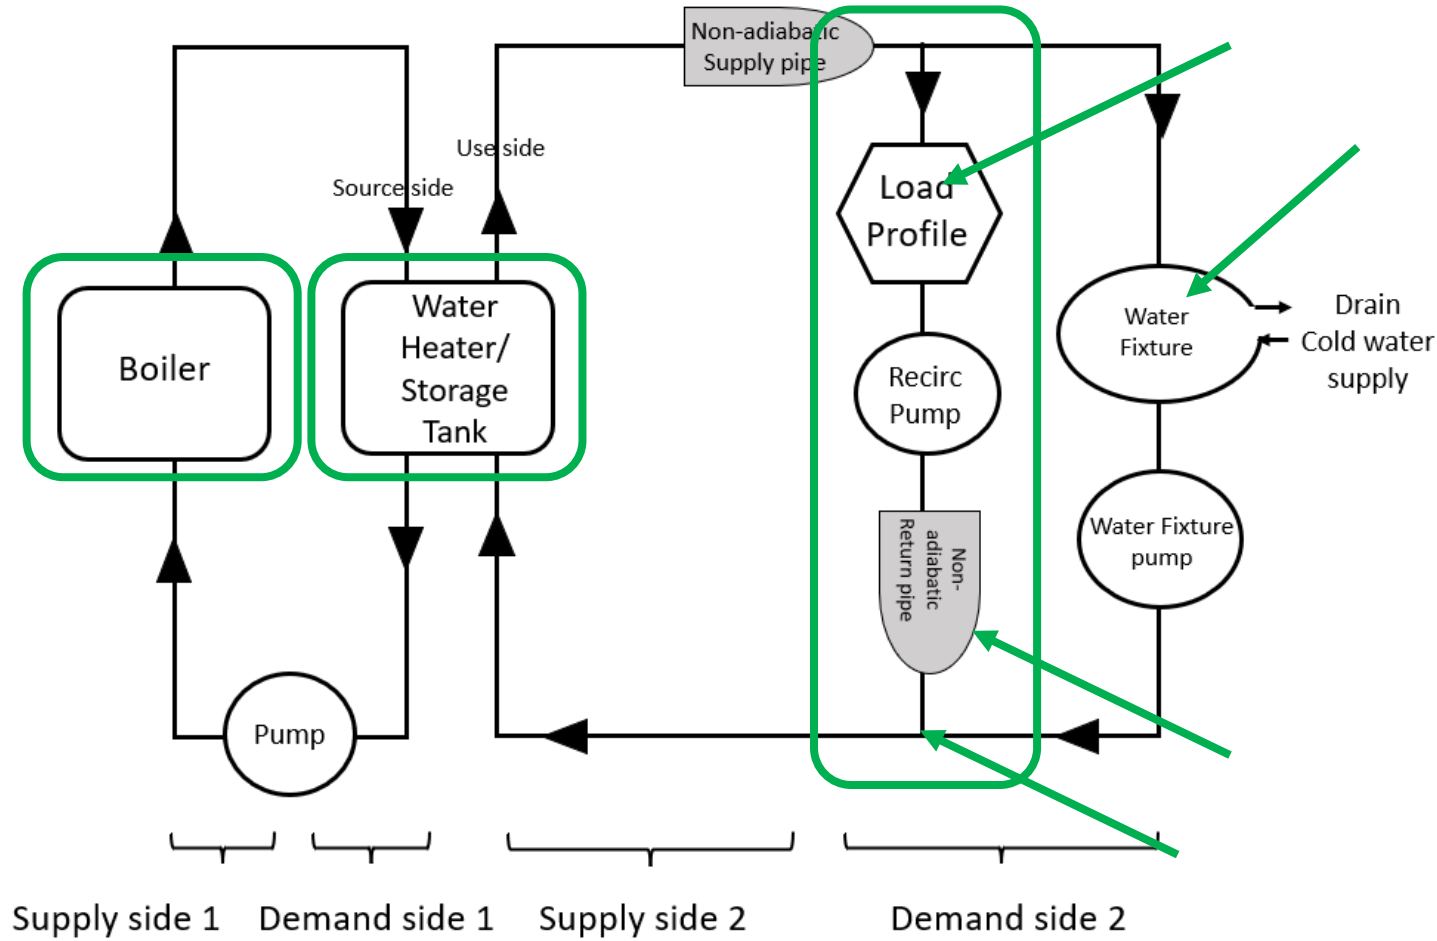 Non-adiabatic
Supply pipe
Use side
Source side
Load
Profile
Boiler
Water
Heater/
Storage
Tank
Recirc
Pump
Water
Fixture
Drain
Cold water
supply
Non-
adiabatic
Return pipe
Water Fixture
pump
Pump
Supply side 1
Demand side 1
Supply side 2
Demand side 2